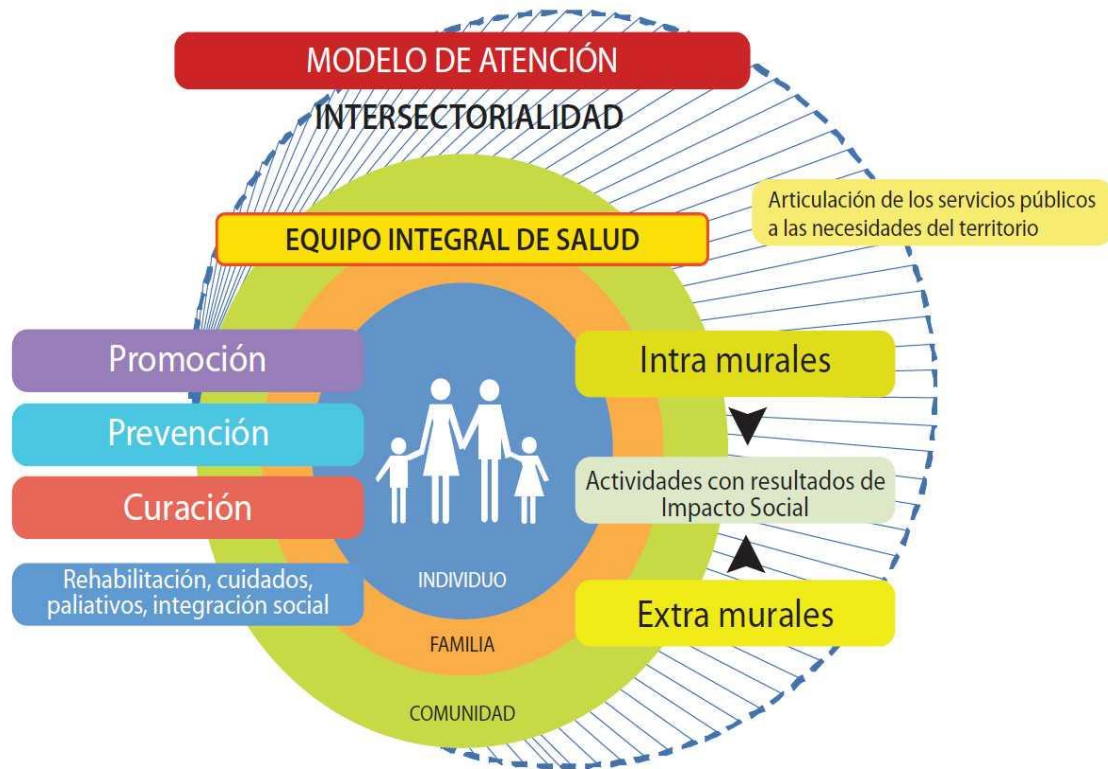 MODELO DE ATENCIÓN
INTERSECTORIALIDAD
Articulación de los servicios públicos
a las necesidades del territorio
EQUIPO INTEGRAL DE SALUD
Promoción
Prevención
Curación
Rehabilitación, cuidados,
paliativos, integración social
Intra murales
Actividades con resultados de
Impacto Social
Extra murales
INDIVIDUO
FAMILIA
COMUNIDAD